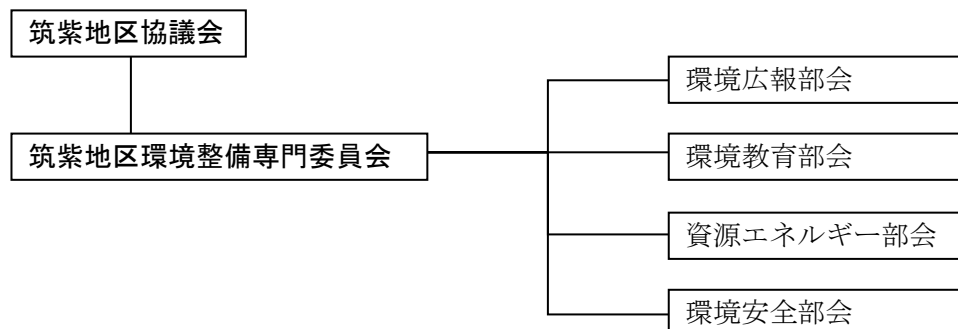 筑紫地区協議会
筑紫地区環境整備専門委員会
環境広報部会
環境教育部会
資源エネルギー部会
環境安全部会